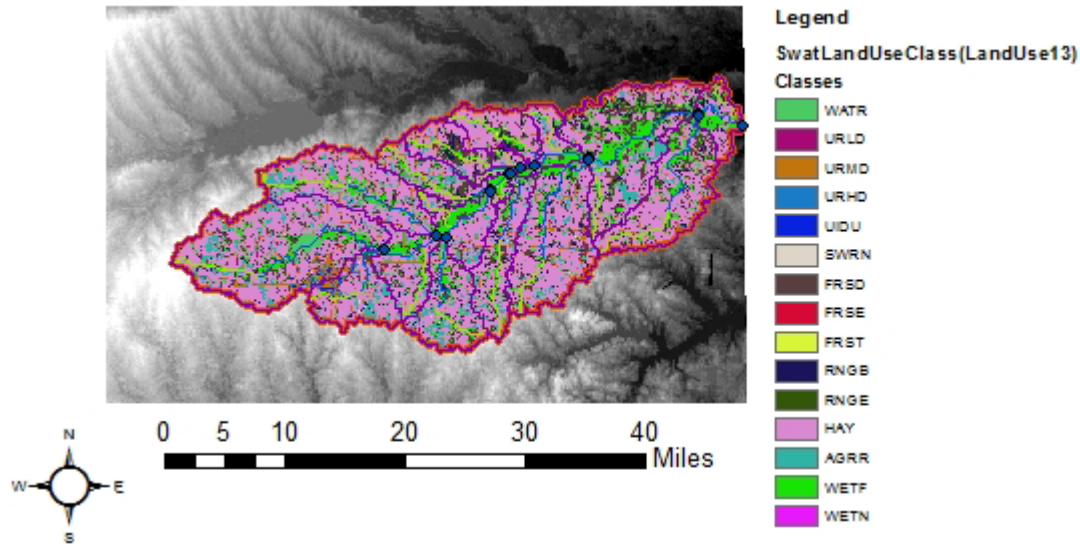 Legend
SwatLandUseClass(LandUse13)
Classes
WATR
URLD
URMD
URHD
UIDU
SWRN
FRSD
FRSE
FRST
RNGB
RNGE
HAY
AGRR
WETF
WETN
0 5 10 20 30 40
Miles
N
W E
S